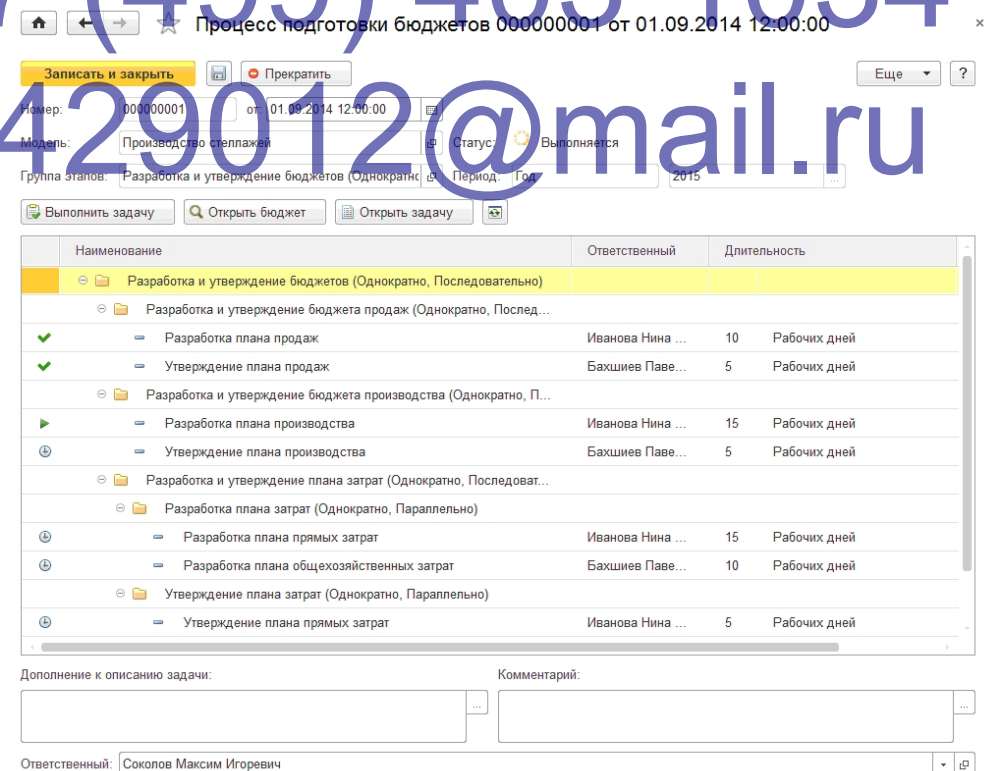 Процесс подготовки бюджетов 000000001 от 01.09.2014 12:00:00
Записать и закрыть Прекратить Еще ?
429012@mail.ru
Номер: 000000001 от: 01.09.2014 12:00:00
Модель: Производство стеллажей Статус: Выполняется
Группа этапов: Разработка и утверждение бюджетов (Однократно Период: Год 2015 ...
Выполнить задачу Открыть бюджет Открыть задачу
Наименование Ответственный Длительность
Разработка и утверждение бюджетов (Однократно, Последовательно)
Разработка и утверждение бюджета продаж (Однократно, Послед...
Разработка плана продаж Иванова Нина ... 10 Рабочих дней
Утверждение плана продаж Бахшиев Паве... 5 Рабочих дней
Разработка и утверждение бюджета производства (Однократно, П...
Разработка плана производства Иванова Нина ... 15 Рабочих дней
Утверждение плана производства Бахшиев Паве... 5 Рабочих дней
Разработка и утверждение плана затрат (Однократно, Последоват...
Разработка плана затрат (Однократно, Параллельно)
Разработка плана прямых затрат Иванова Нина ... 15 Рабочих дней
Разработка плана общехозяйственных затрат Бахшиев Паве... 10 Рабочих дней
Утверждение плана затрат (Однократно, Параллельно)
Утверждение плана прямых затрат Иванова Нина ... 5 Рабочих дней
Дополнение к описанию задачи: Комментарий:
... ...
Ответственный: Соколов Максим Игоревич